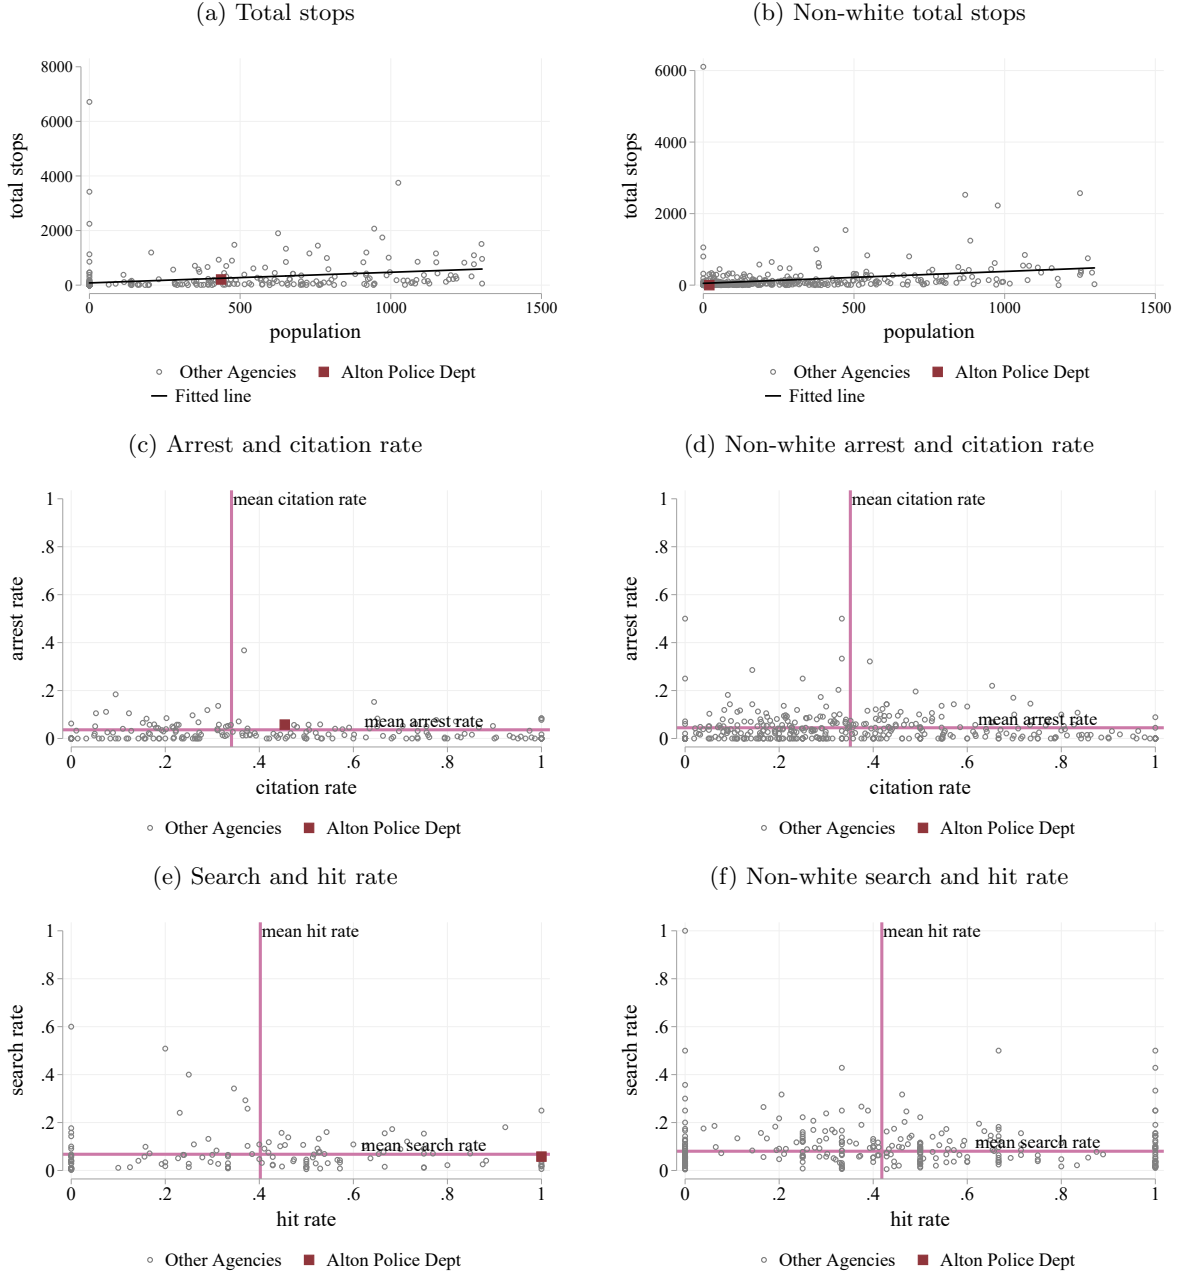 (a) Total stops
8000
6000
4000
2000
0
total stops
0 500 1000 1500
population
Other Agencies Alton Police Dept
Fitted line
(b) Non-white total stops
6000
4000
2000
0
total stops
0 500 1000 1500
population
Other Agencies Alton Police Dept
Fitted line
(c) Arrest and citation rate
mean citation rate
1
.8
.6
.4
.2
0
arrest rate
mean arrest rate
0 .2 .4 .6 .8 1
citation rate
Other Agencies Alton Police Dept
(d) Non-white arrest and citation rate
mean citation rate
1
.8
.6
.4
.2
0
arrest rate
mean arrest rate
0 .2 .4 .6 .8 1
citation rate
Other Agencies Alton Police Dept
(e) Search and hit rate
mean hit rate
1
.8
.6
.4
.2
0
search rate
mean search rate
0 .2 .4 .6 .8 1
hit rate
Other Agencies Alton Police Dept
(f) Non-white search and hit rate
mean hit rate
1
.8
.6
.4
.2
0
search rate
mean search rate
0 .2 .4 .6 .8 1
hit rate
Other Agencies Alton Police Dept